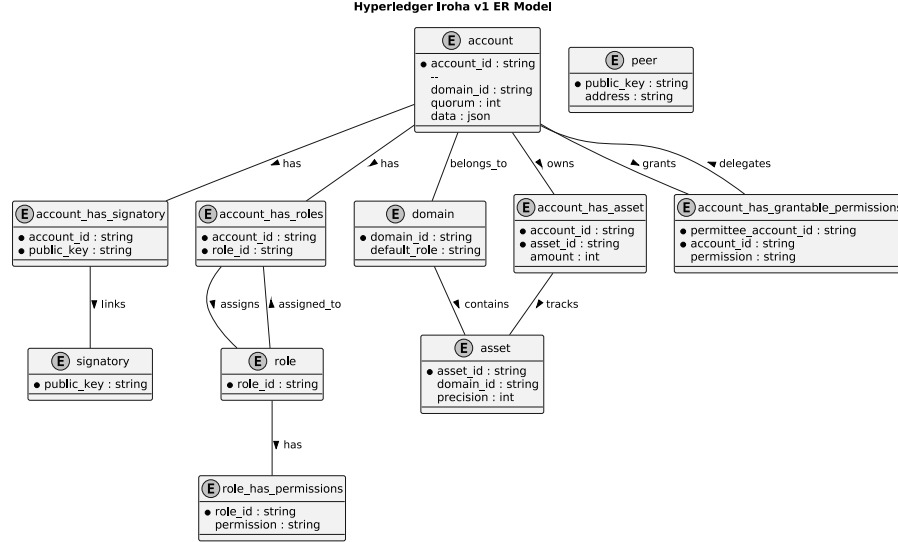 Hyperledger Iroha v1 ER Model
E account
account_id : string
--
domain_id : string
quorum : int
data : json
E peer
public_key : string
address : string
has
has
belongs_to
owns
grants
delegates
E account_has_signatory
account_id : string
public_key : string
E account_has_roles
account_id : string
role_id : string
E domain
domain_id : string
default_role : string
E account_has_asset
account_id : string
asset_id : string
amount : int
E account_has_grantable_permissions
permittee_account_id : string
account_id : string
permission : string
links
assigns
assigned_to
contains
tracks
E signatory
public_key : string
E role
role_id : string
E asset
asset_id : string
domain_id : string
precision : int
has
E role_has_permissions
role_id : string
permission : string